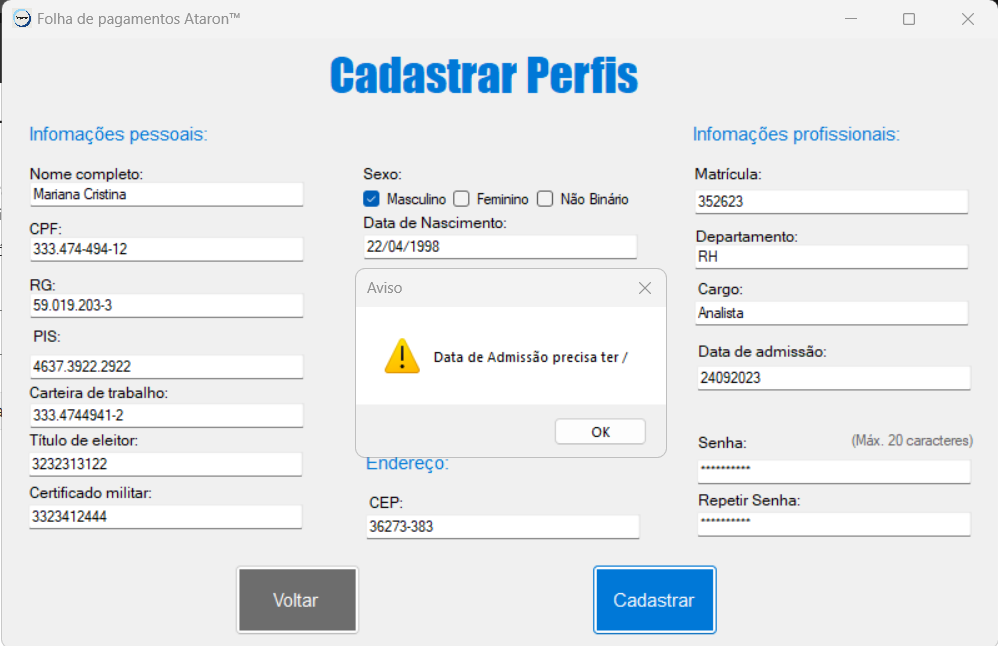 Folha de pagamentos Ataron™
Cadastrar Perfis
Infomações pessoais:
Nome completo:
Mariana Cristina
CPF:
333.474-494-12
RG:
59.019.203-3
PIS:
4637.3922.2922
Carteira de trabalho:
333.4744941-2
Título de eleitor:
3232313122
Certificado militar:
3323412444
Sexo:
Masculino Feminino Não Binário
Data de Nascimento:
22/04/1998
Aviso
Data de Admissão precisa ter /
OK
Endereço:
CEP:
36273-383
Infomações profissionais:
Matrícula:
352623
Departamento:
RH
Cargo:
Analista
Data de admissão:
24092023
Senha: (Máx. 20 caracteres)
**********
Repetir Senha:
**********
Voltar
Cadastrar